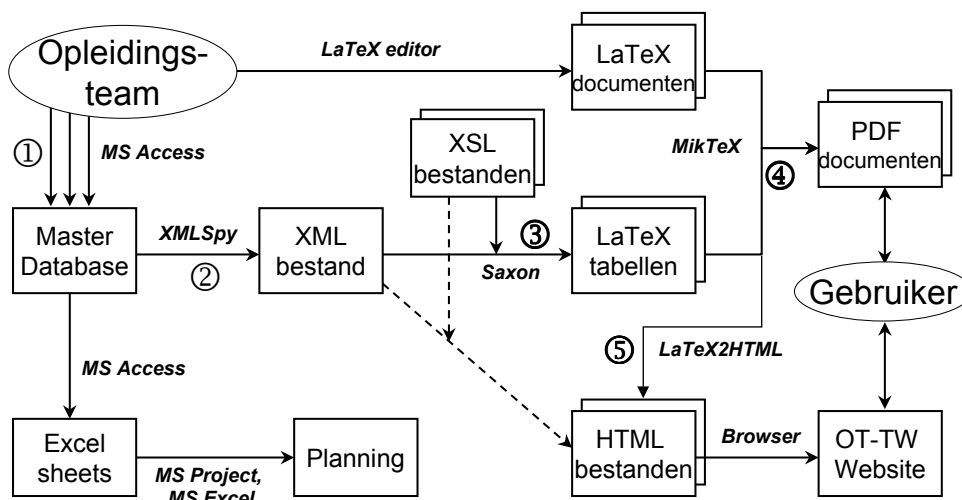 Opleidings-
team
LaTeX editor
LaTeX
documenten
①
MS Access
XSL
bestanden
MikTeX
④
PDF
documenten
Master
Database
XMLSpy
②
XML
bestand
③
Saxon
LaTeX
tabellen
Gebruiker
MS Access
⑤
LaTeX2HTML
Excel
sheets
MS Project,
MS Excel
Planning
HTML
bestanden
Browser
OT-TW
Website